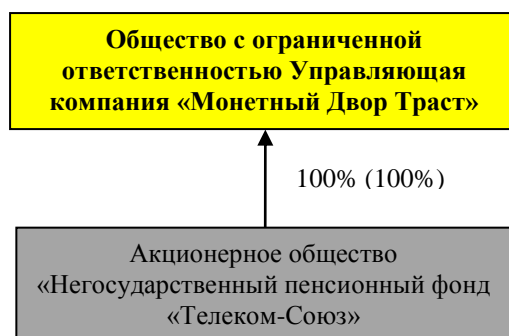 Общество с ограниченной
ответственностью Управляющая
компания «Монетный Двор Траст»
100% (100%)
Акционерное общество
«Негосударственный пенсионный фонд
«Телеком-Союз»